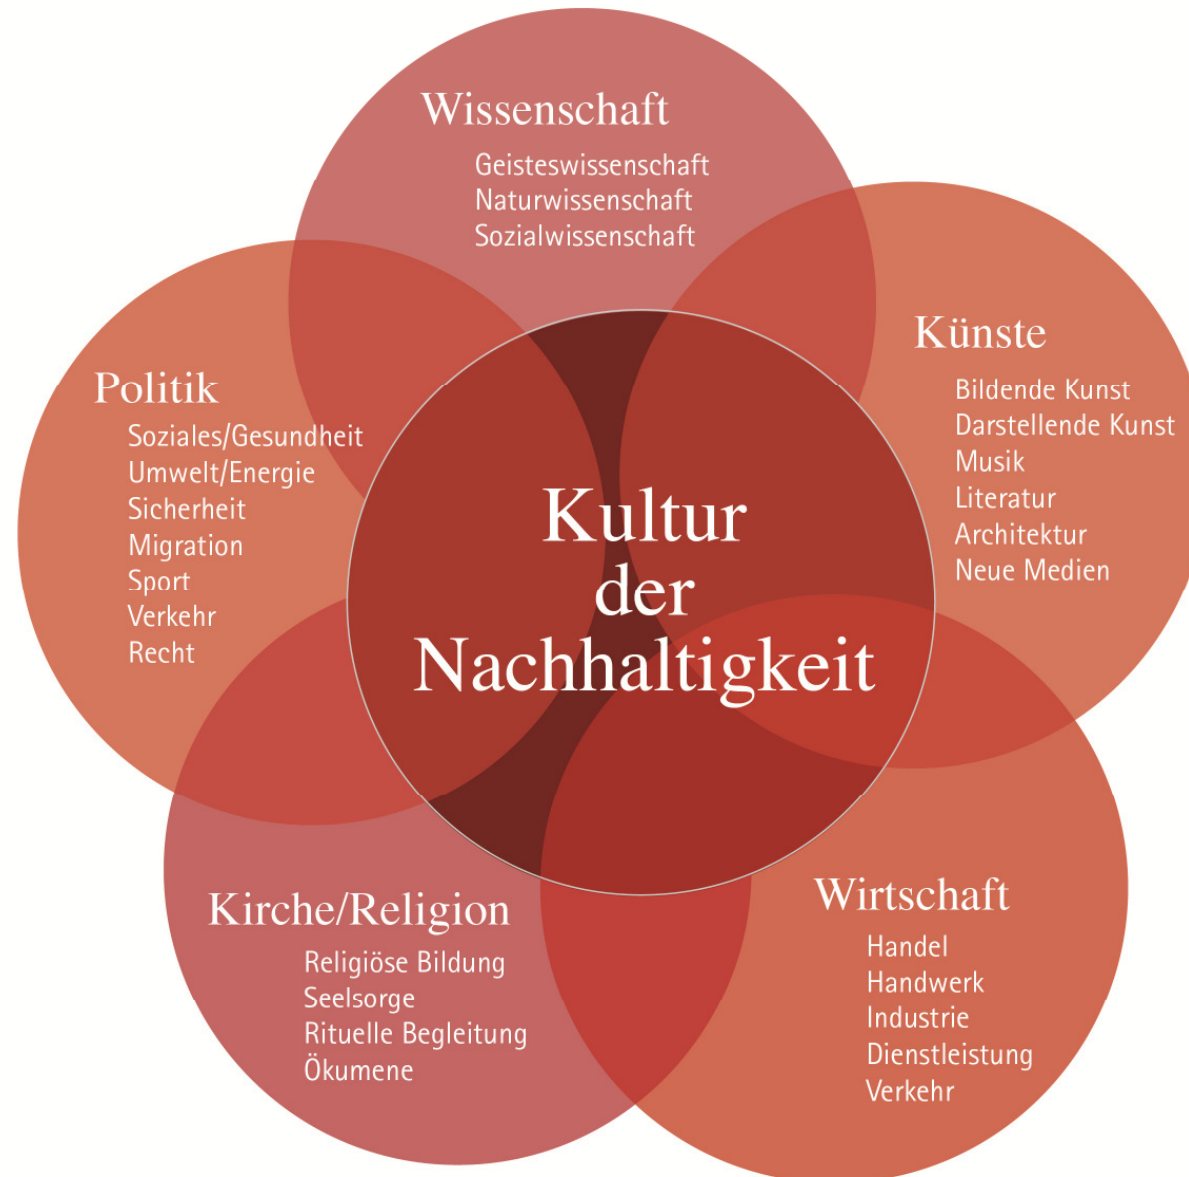 Wissenschaft
Geisteswissenschaft
Naturwissenschaft
Sozialwissenschaft
Künste
Bildende Kunst
Darstellende Kunst
Musik
Literatur
Architektur
Neue Medien
Politik
Soziales/Gesundheit
Umwelt/Energie
Sicherheit
Migration
Sport
Verkehr
Recht
Kultur
der
Nachhaltigkeit
Kirche/Religion
Religiöse Bildung
Seelsorge
Rituelle Begleitung
Ökumene
Wirtschaft
Handel
Handwerk
Industrie
Dienstleistung
Verkehr